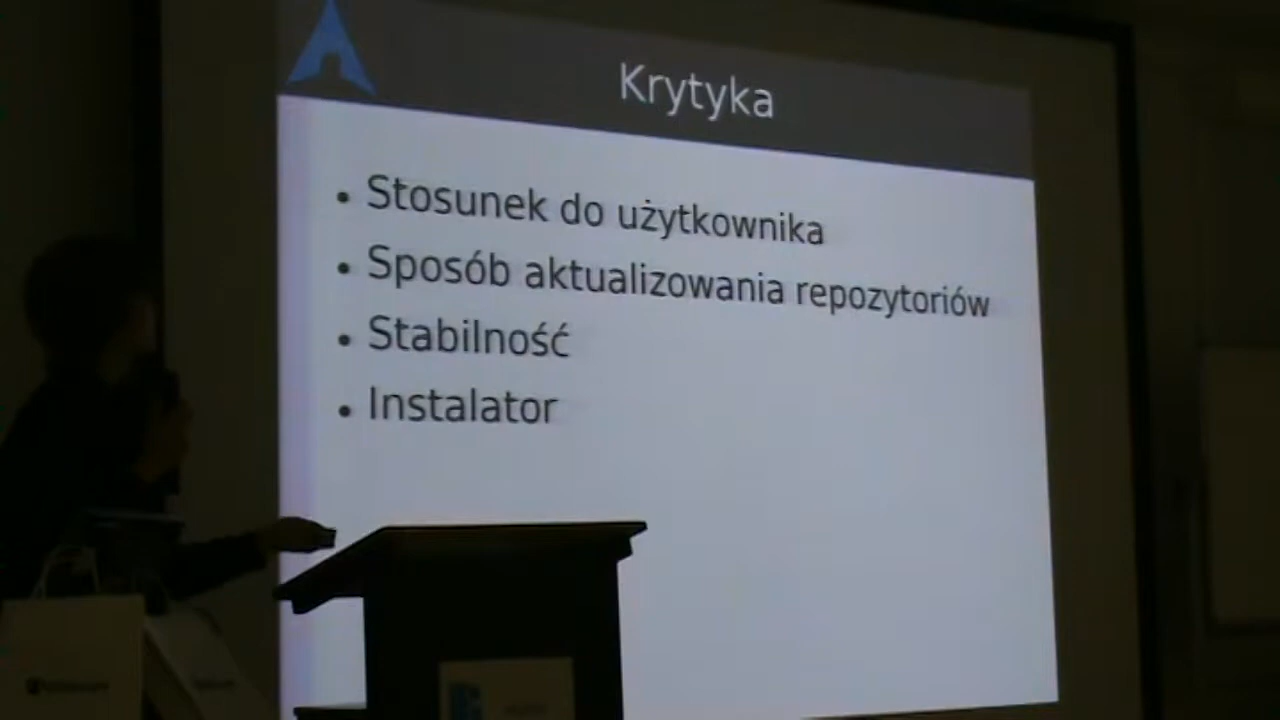 Krytyka
• Stosunek do użytkownika
• Sposób aktualizowania repozytoriów
• Stabilność
• Instalator